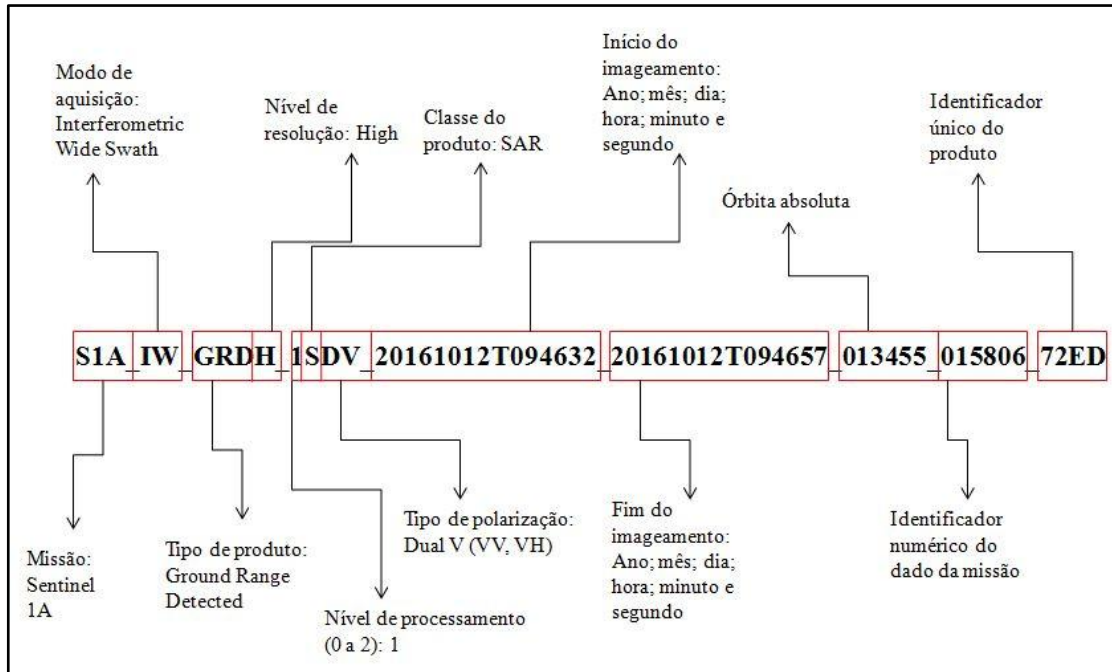 Modo de
aquisição:
Interferometric
Wide Swath
Nível de
resolução: High
Classe do
produto: SAR
Início do
imageamento:
Ano; mês; dia;
hora; minuto e
segundo
Órbita absoluta
Identificador
único do
produto
S1A_IW_GRDH_1SDV_20161012T094632_20161012T094657_013455_015806_72ED
Missão:
Sentinel
1A
Tipo de produto:
Ground Range
Detected
Nível de processamento
(0 a 2): 1
Tipo de polarização:
Dual V (VV, VH)
Fim do
imageamento:
Ano; mês; dia;
hora; minuto e
segundo
Identificador
numérico do
dado da missão